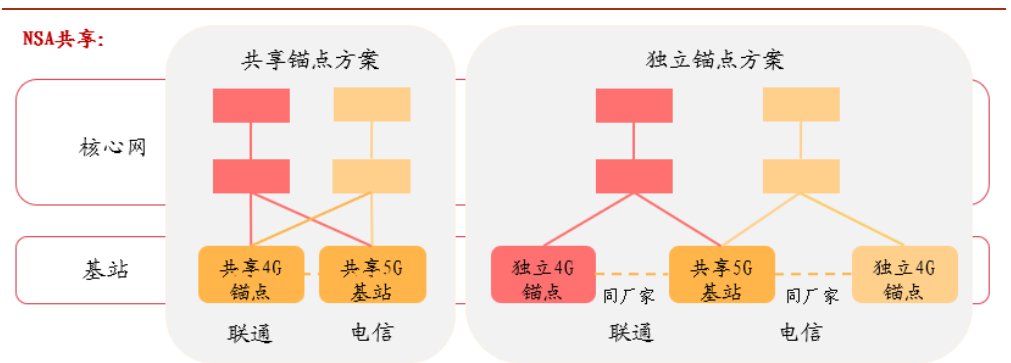 NSA共享:
共享锚点方案
独立锚点方案
核心网
基站
共享4G
锚点
共享5G
基站
独立4G
锚点
同厂家
共享5G
基站
同厂家
独立4G
锚点
联通
电信
联通
电信